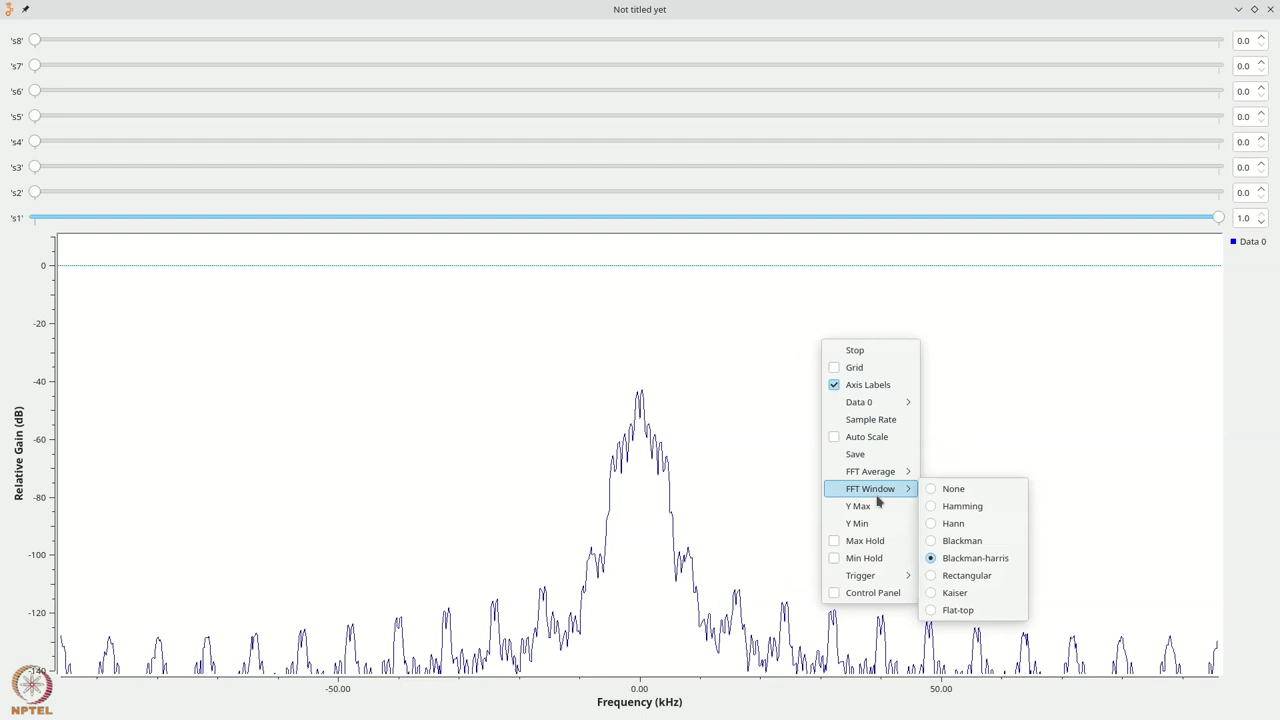 Not titled yet
's8' 0.0
's7' 0.0
's6' 0.0
's5' 0.0
's4' 0.0
's3' 0.0
's2' 0.0
's1' 1.0
Data 0
0
-20
-40
-60
-80
-100
-120
-140
Relative Gain (dB)
-50.00 0.00 50.00
Frequency (kHz)
Stop
Grid
Axis Labels
Data 0
Sample Rate
Auto Scale
Save
FFT Average
FFT Window
Y Max
Y Min
Max Hold
Min Hold
Trigger
Control Panel
None
Hamming
Hann
Blackman
Blackman-harris
Rectangular
Kaiser
Flat-top
NPTEL